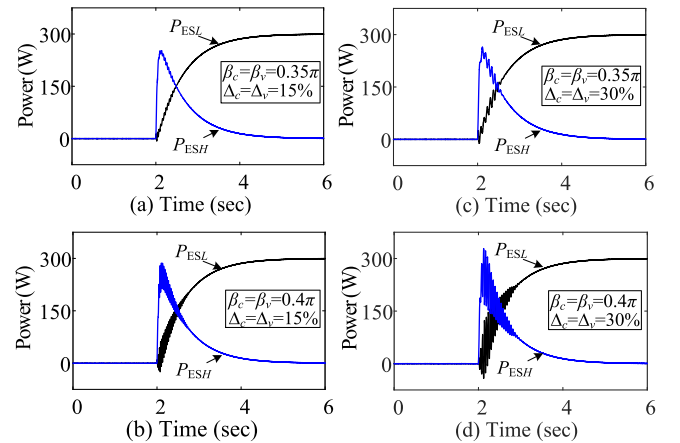 300
150
0
Power (W)
P_ESL
β_c=β_v=0.35π
Δ_c=Δ_v=15%
P_ESH
0 2 4 6
(a) Time (sec)
300
150
0
Power (W)
P_ESL
β_c=β_v=0.35π
Δ_c=Δ_v=30%
P_ESH
0 2 4 6
(c) Time (sec)
300
150
0
Power (W)
P_ESL
β_c=β_v=0.4π
Δ_c=Δ_v=15%
P_ESH
0 2 4 6
(b) Time (sec)
300
150
0
Power (W)
P_ESL
β_c=β_v=0.4π
Δ_c=Δ_v=30%
P_ESH
0 2 4 6
(d) Time (sec)